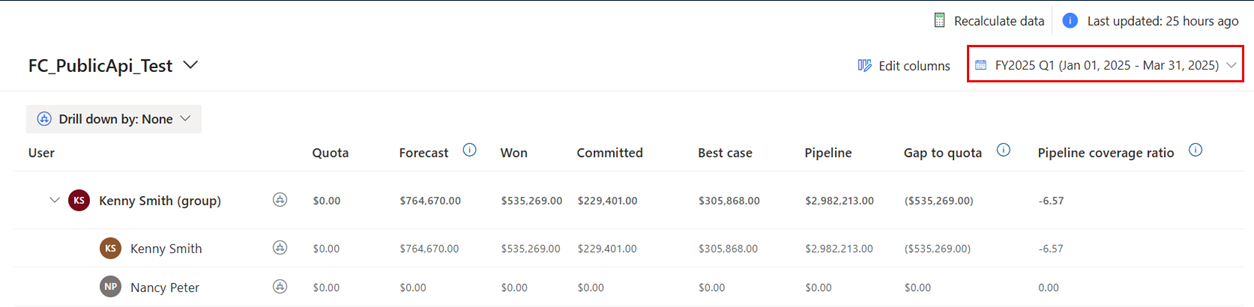 Recalculate data Last updated: 25 hours ago
FC_PublicApi_Test Edit columns FY2025 Q1 (Jan 01, 2025 - Mar 31, 2025)
Drill down by: None
User Quota Forecast Won Committed Best case Pipeline Gap to quota Pipeline coverage ratio
KS Kenny Smith (group) $0.00 $764,670.00 $535,269.00 $229,401.00 $305,868.00 $2,982,213.00 ($535,269.00) -6.57
KS Kenny Smith $0.00 $764,670.00 $535,269.00 $229,401.00 $305,868.00 $2,982,213.00 ($535,269.00) -6.57
NP Nancy Peter $0.00 $0.00 $0.00 $0.00 $0.00 $0.00 $0.00 0.00